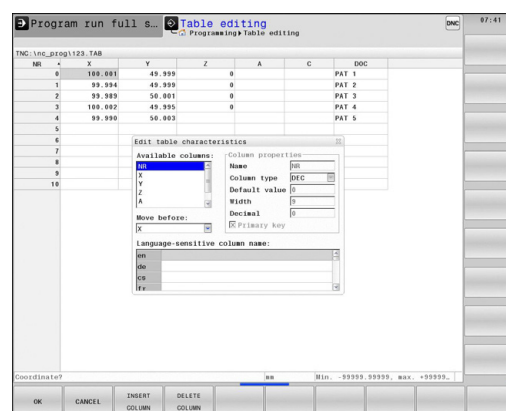 Program run full s... Table editing DNC 07:41
Programming▸Table editing
TNC:\nc_prog\123.TAB
NR X Y Z A C DOC
0 100.001 49.999 0 PAT 1
1 99.994 49.999 0 PAT 2
2 99.989 50.001 0 PAT 3
3 100.002 49.995 0 PAT 4
4 99.990 50.003 PAT 5
5
6
7
8
9
10
Edit table characteristics
Available columns: Column properties
NR Name NR
X Column type DEC
Y Default value 0
Z Width 9
A Decimal 0
Move before: Primary key
X
Language-sensitive column name:
en
de
cs
fr
Coordinate? mm Min. -99999.99999, max. +99999…
OK CANCEL INSERT COLUMN DELETE COLUMN